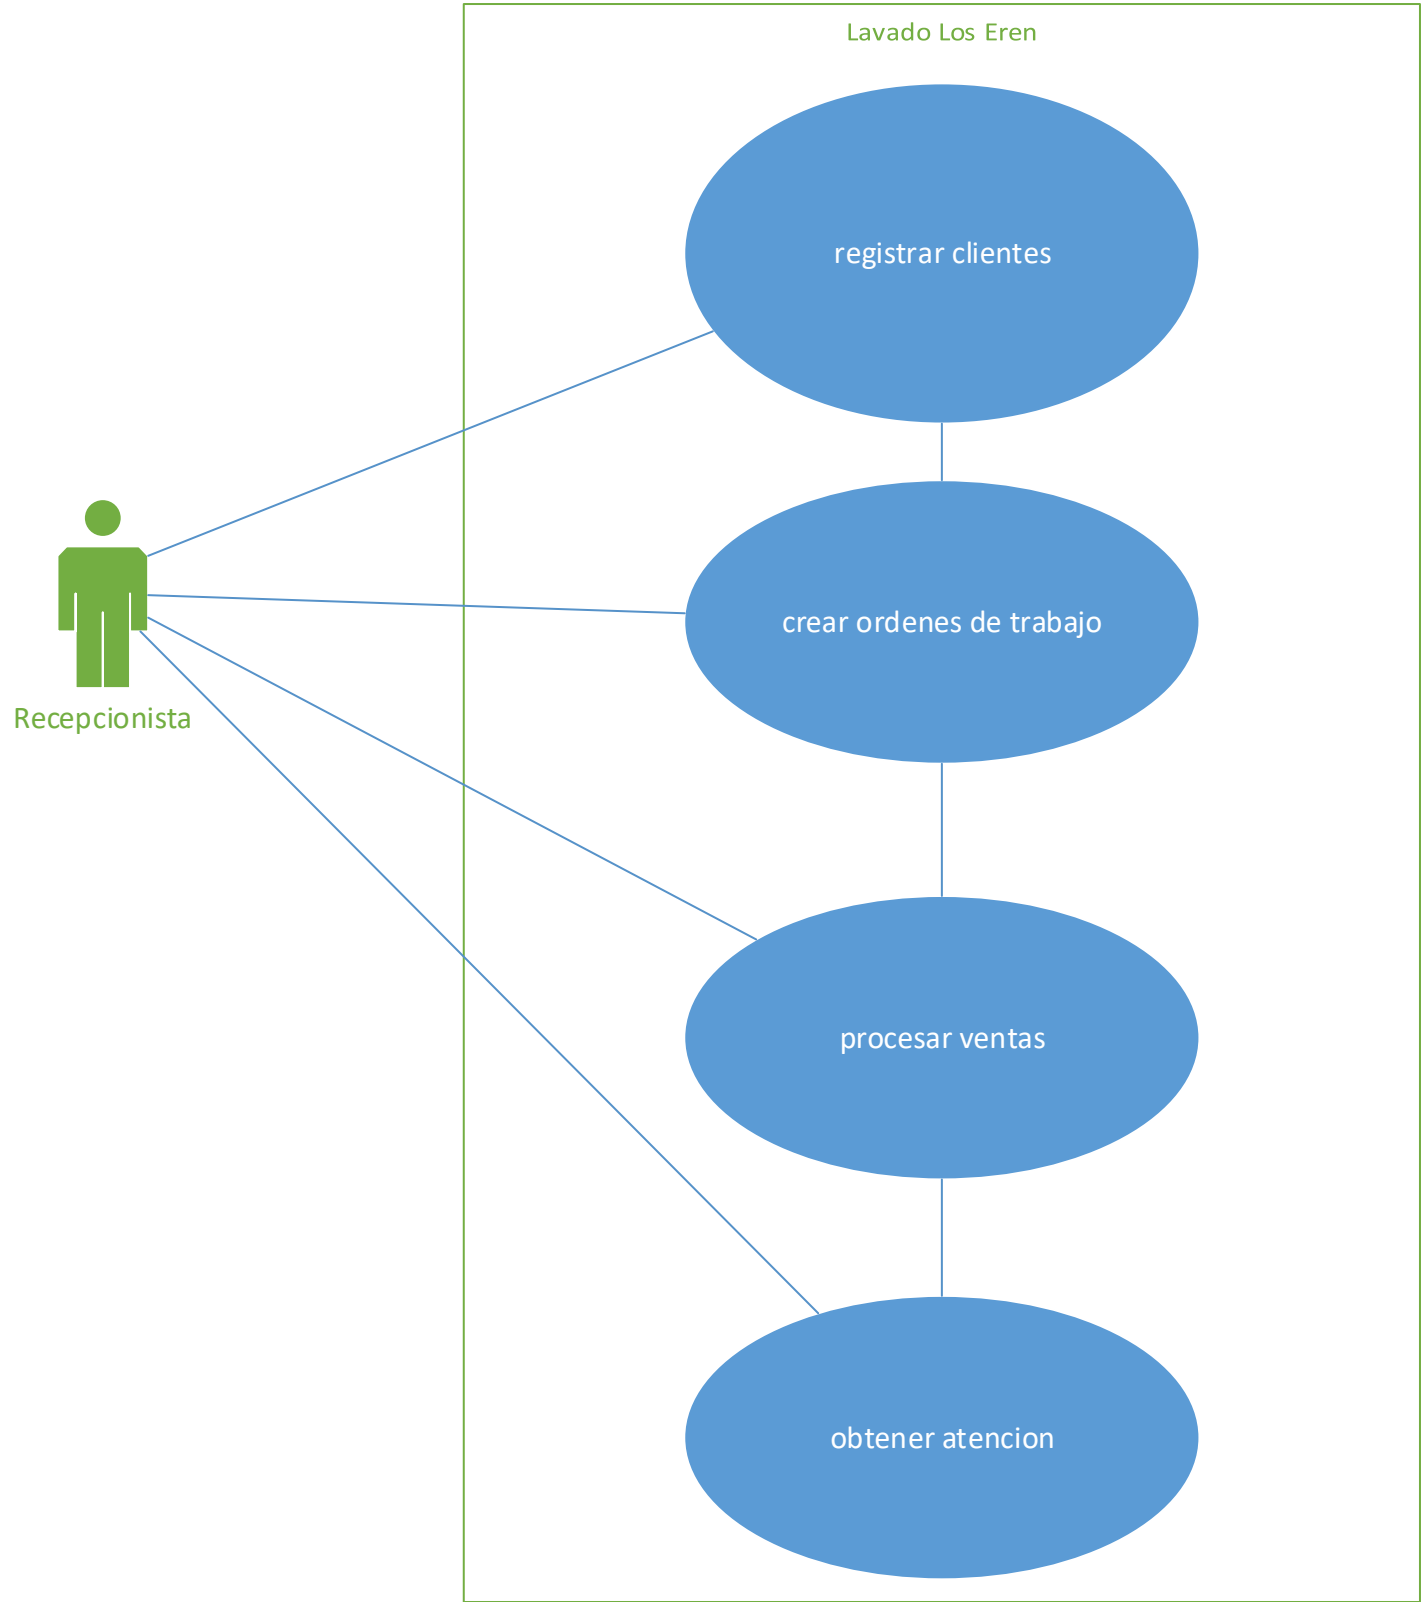 Lavado Los Eren
registrar clientes
crear ordenes de trabajo
Recepcionista
procesar ventas
obtener atencion